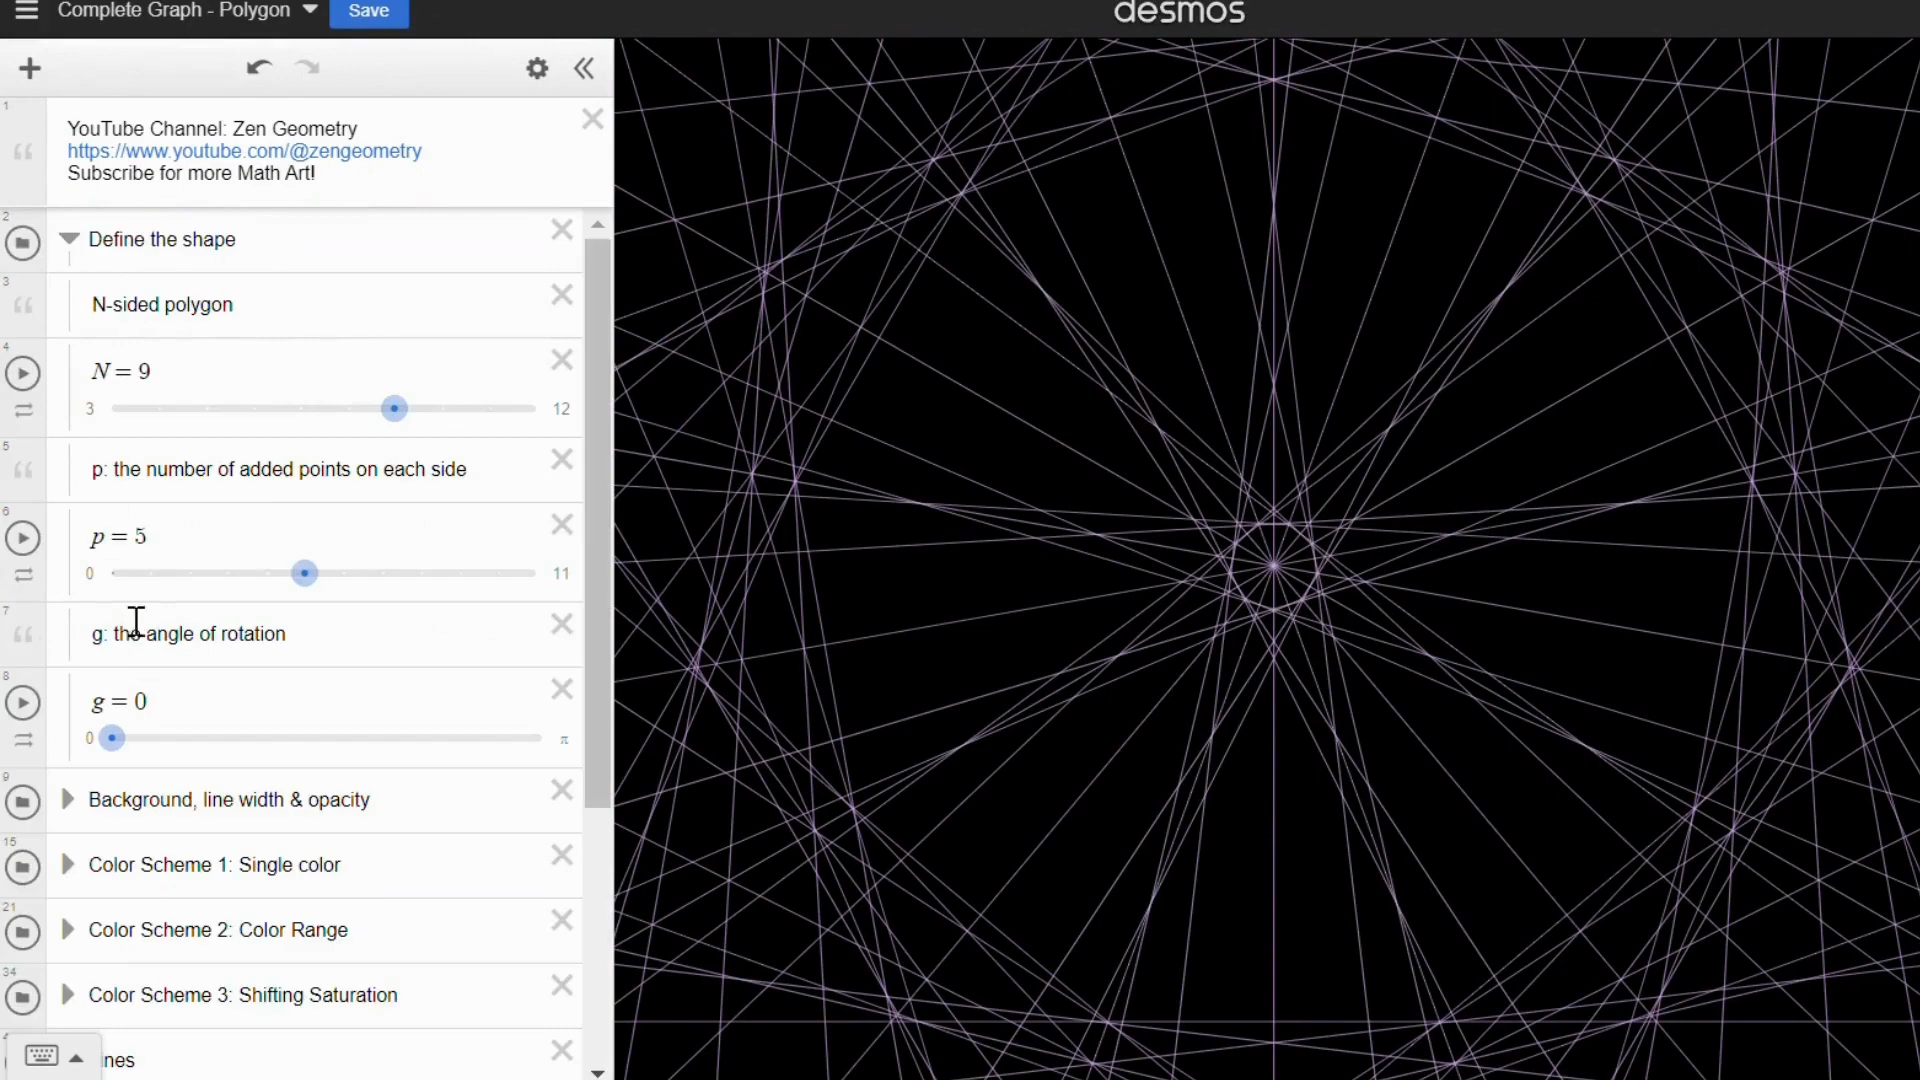 Complete Graph - Polygon
Save
desmos
1
YouTube Channel: Zen Geometry
https://www.youtube.com/@zengeometry
Subscribe for more Math Art!
2
Define the shape
3
N-sided polygon
4
N = 9
3
12
5
p: the number of added points on each side
6
p = 5
0
11
7
g: the angle of rotation
8
g = 0
0
π
9
Background, line width & opacity
15
Color Scheme 1: Single color
21
Color Scheme 2: Color Range
34
Color Scheme 3: Shifting Saturation
4
ines